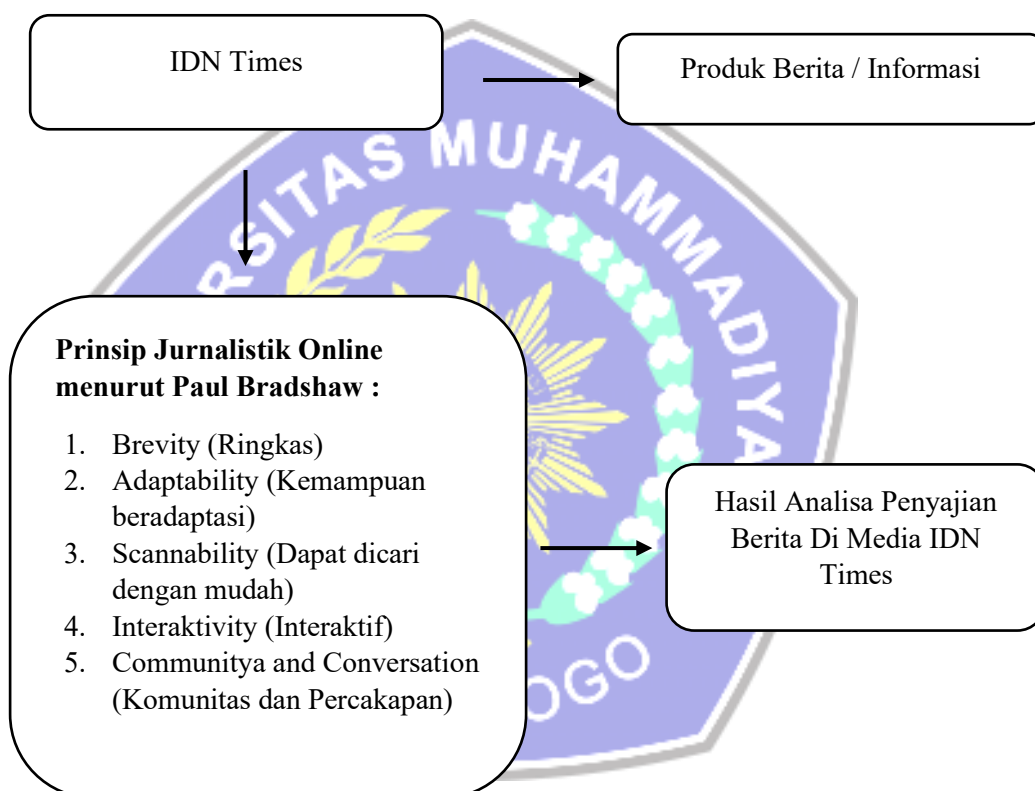 IDN Times
Produk Berita / Informasi
RSITAS MUHAMMADIYA
Prinsip Jurnalistik Online
menurut Paul Bradshaw :
1. Brevity (Ringkas)
2. Adaptability (Kemampuan
beradaptasi)
3. Scannability (Dapat dicari
dengan mudah)
4. Interaktivity (Interaktif)
5. Communitya and Conversation
(Komunitas dan Percakapan)
Hasil Analisa Penyajian
Berita Di Media IDN
Times
OGO